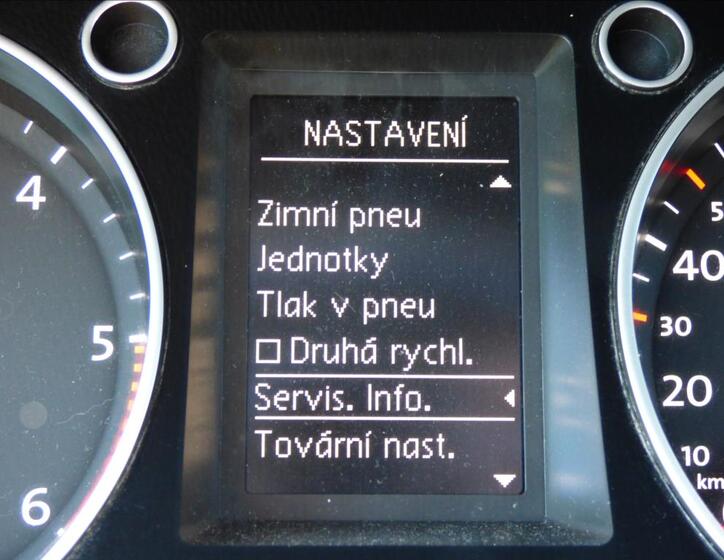 NASTAVENÍ
Zimní pneu
Jednotky
Tlak v pneu
Druhá rychl.
Servis. Info.
Tovární nast.
4
5
6
5
40
30
20
10
km